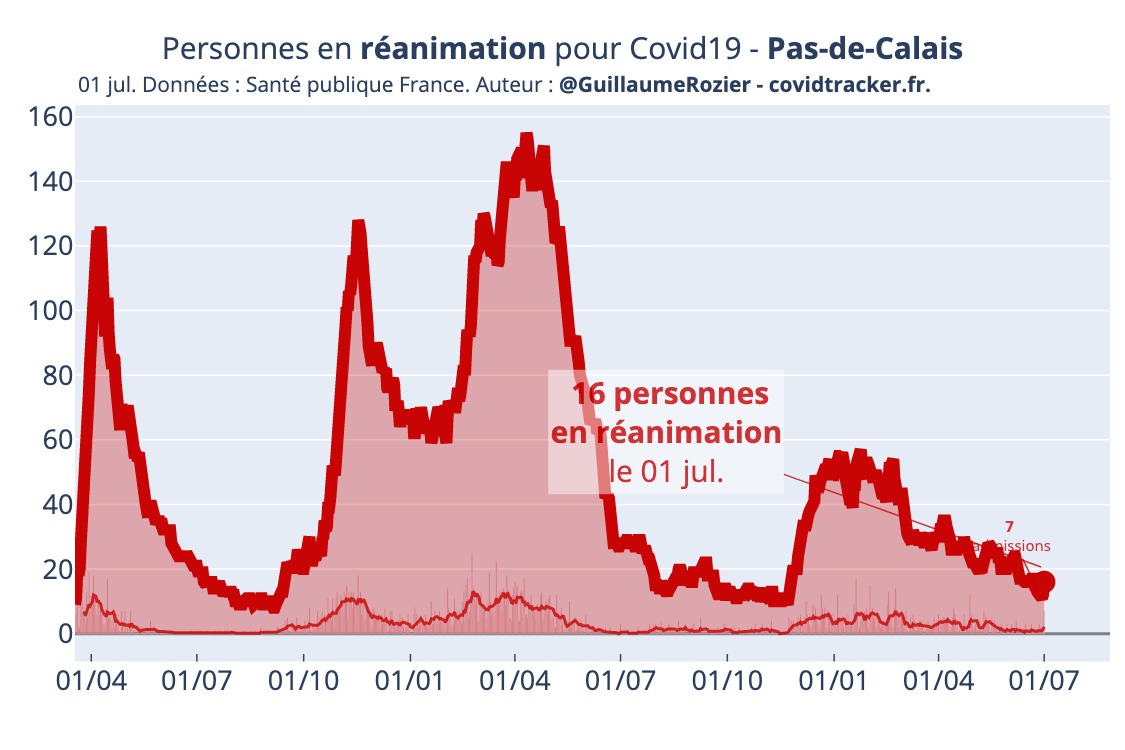 Personnes en réanimation pour Covid19 - Pas-de-Calais
01 jul. Données : Santé publique France. Auteur : @GuillaumeRozier - covidtracker.fr.
160
140
120
100
80
60
40
20
0
16 personnes
en réanimation
le 01 jul.
7
admissions
01/04 01/07 01/10 01/01 01/04 01/07 01/10 01/01 01/04 01/07